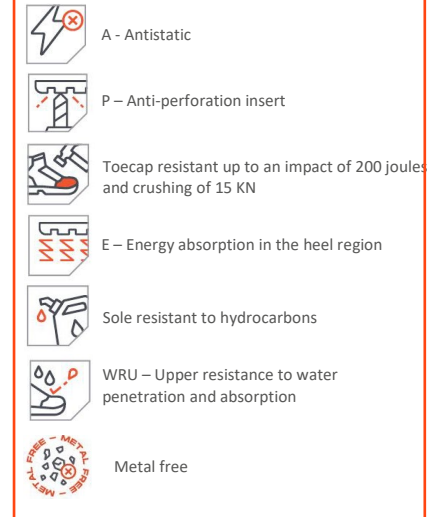 A - Antistatic
P – Anti-perforation insert
Toecap resistant up to an impact of 200 joules
and crushing of 15 KN
E – Energy absorption in the heel region
Sole resistant to hydrocarbons
WRU – Upper resistance to water
penetration and absorption
METAL FREE – METAL FREE –
Metal free